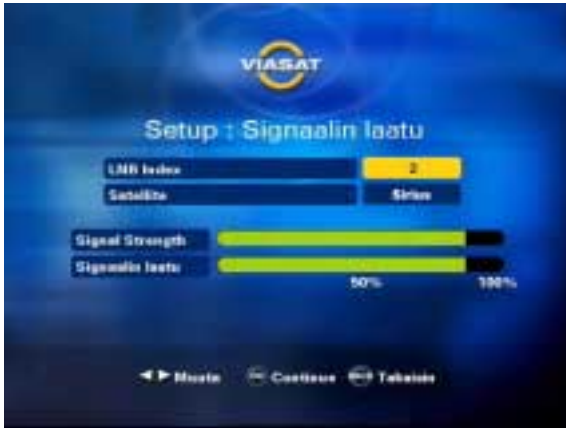 VIASAT
Setup : Signaalin laatu
LNB Index 2
Satellite Sirius
Signal Strength
Signaalin laatu
50% 100%
Muuta Continue Takaisin